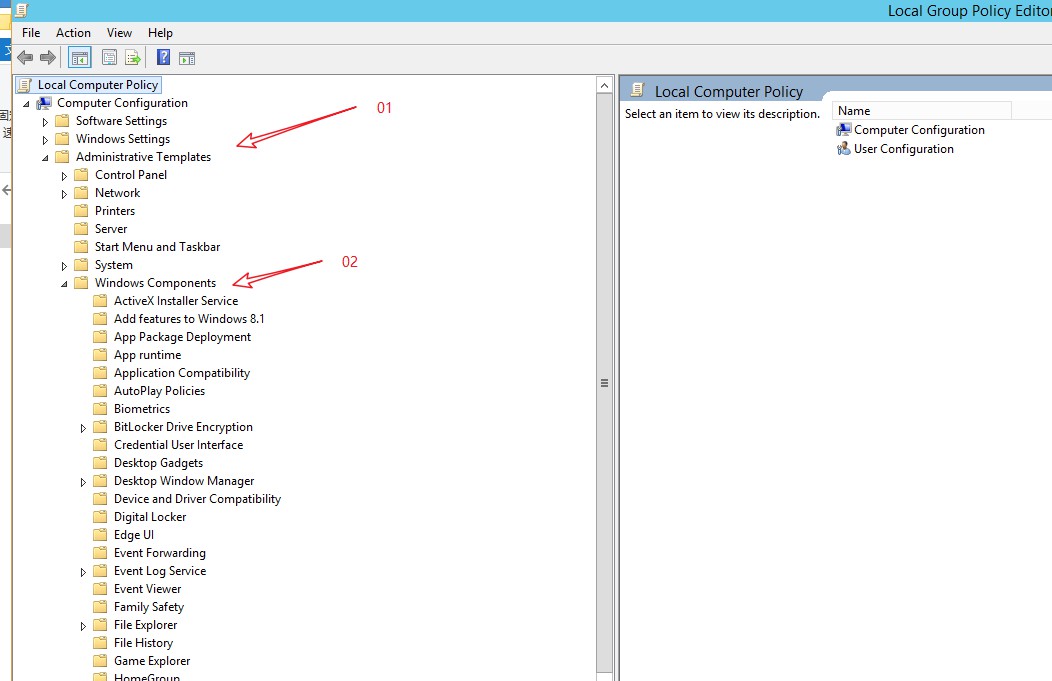 Local Group Policy Editor
File Action View Help
Local Computer Policy
Computer Configuration
Software Settings
Windows Settings
Administrative Templates
Control Panel
Network
Printers
Server
Start Menu and Taskbar
System
Windows Components
ActiveX Installer Service
Add features to Windows 8.1
App Package Deployment
App runtime
Application Compatibility
AutoPlay Policies
Biometrics
BitLocker Drive Encryption
Credential User Interface
Desktop Gadgets
Desktop Window Manager
Device and Driver Compatibility
Digital Locker
Edge UI
Event Forwarding
Event Log Service
Event Viewer
Family Safety
File Explorer
File History
Game Explorer
HomeGroup
01
02
Local Computer Policy
Select an item to view its description.
Name
Computer Configuration
User Configuration